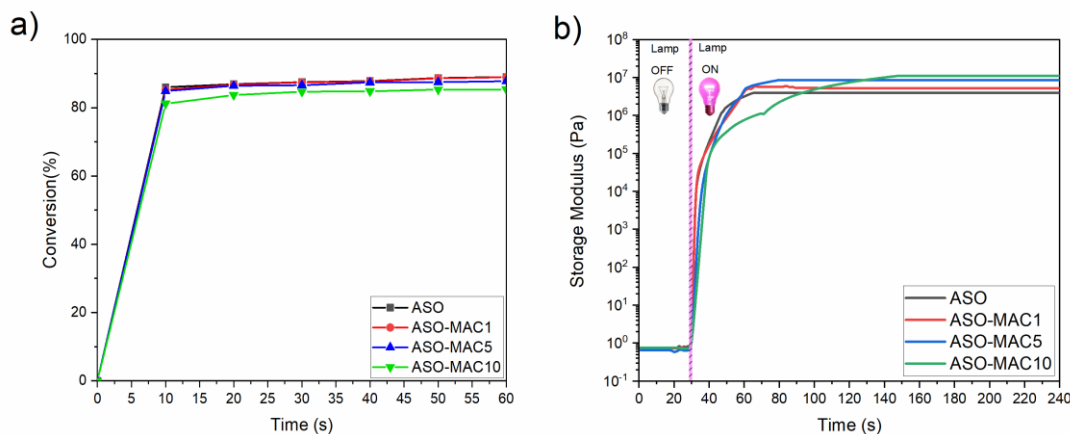 a)
100
80
60
40
20
0
Conversion(%)
0 5 10 15 20 25 30 35 40 45 50 55 60
Time (s)
ASO
ASO-MAC1
ASO-MAC5
ASO-MAC10
b)
10⁸
10⁷
10⁶
10⁵
10⁴
10³
10²
10¹
10⁰
10⁻¹
Storage Modulus (Pa)
Lamp
OFF
Lamp
ON
0 20 40 60 80 100 120 140 160 180 200 220 240
Time (s)
ASO
ASO-MAC1
ASO-MAC5
ASO-MAC10